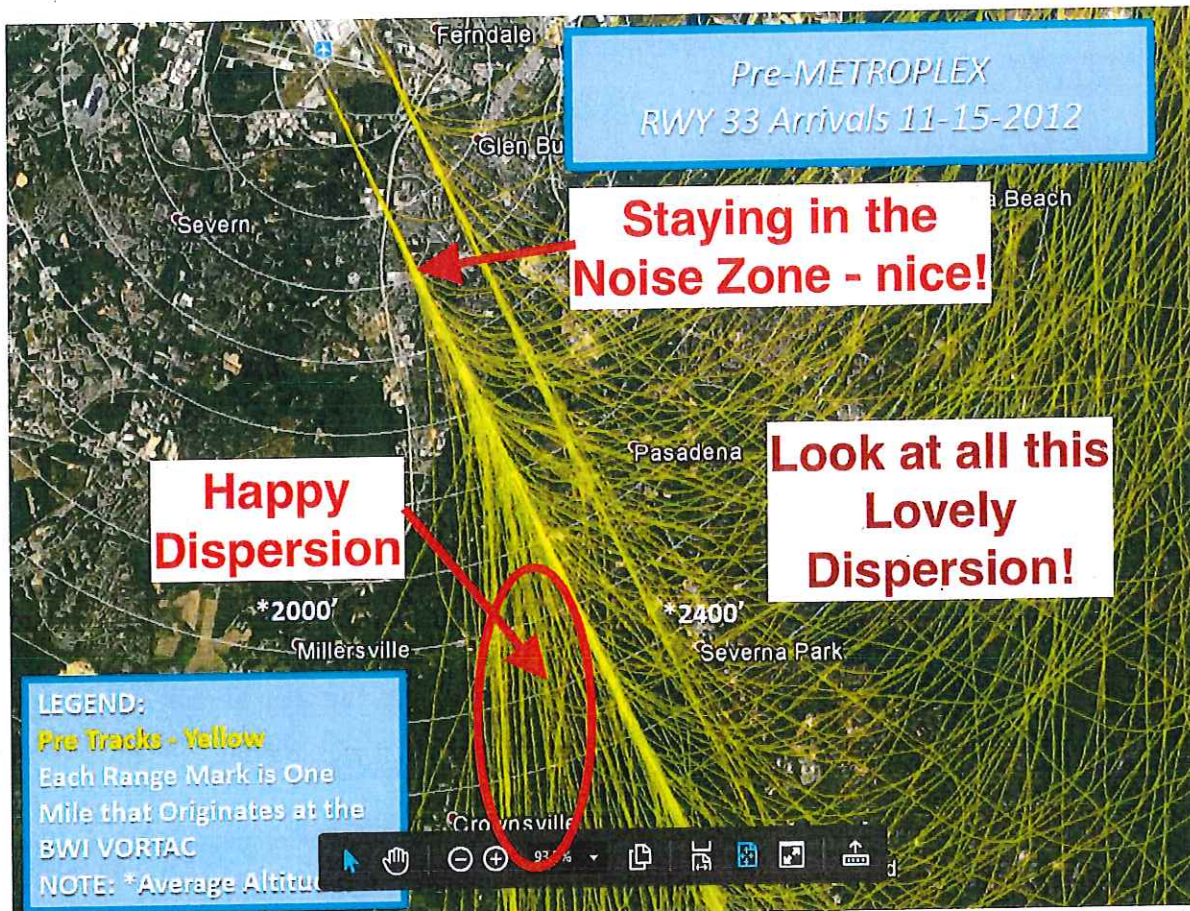 Ferndale
Pre-METROPLEX
RWY 33 Arrivals 11-15-2012
Glen Bu
Severn
Beach
Staying in the
Noise Zone - nice!
Pasadena
Look at all this
Lovely
Dispersion!
Happy
Dispersion
*2000'
*2400'
Millersville
Severna Park
LEGEND:
Pre Tracks - Yellow
Each Range Mark is One
Mile that Originates at the
BWI VORTAC
NOTE: *Average Altitud
Crownsville